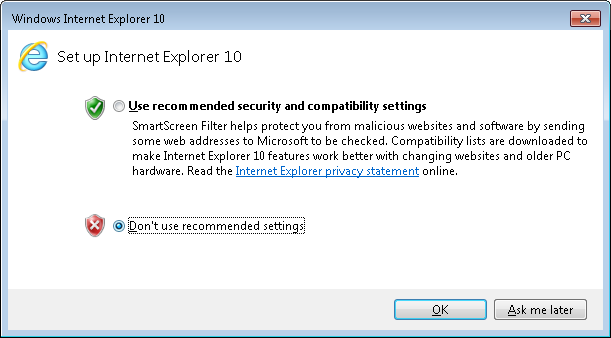 Windows Internet Explorer 10
Set up Internet Explorer 10
Use recommended security and compatibility settings
SmartScreen Filter helps protect you from malicious websites and software by sending
some web addresses to Microsoft to be checked. Compatibility lists are downloaded to
make Internet Explorer 10 features work better with changing websites and older PC
hardware. Read the Internet Explorer privacy statement online.
Don't use recommended settings
OK
Ask me later